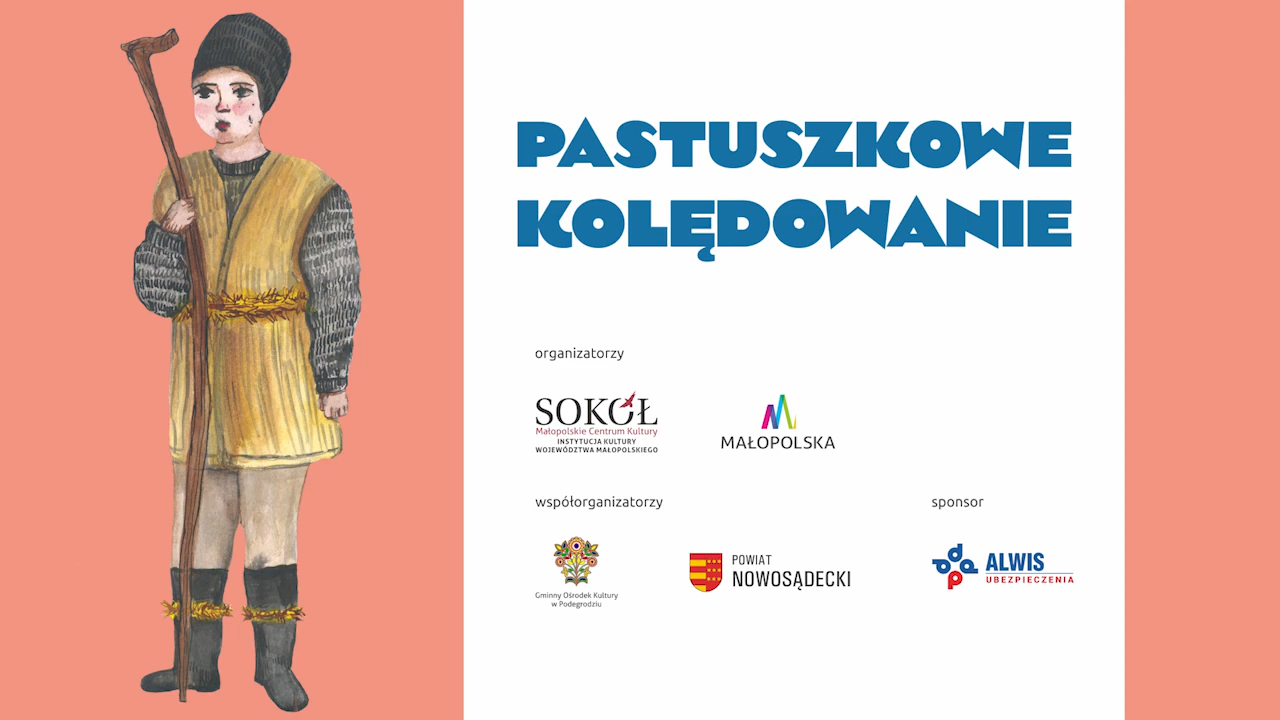 PASTUSZKOWE
KOLĘDOWANIE
organizatorzy
SOKÓŁ
Małopolskie Centrum Kultury
INSTYTUCJA KULTURY
WOJEWÓDZTWA MAŁOPOLSKIEGO
MAŁOPOLSKA
współorganizatorzy
sponsor
Gminny Ośrodek Kultury
w Podegrodziu
POWIAT
NOWOSĄDECKI
ALWIS
UBEZPIECZENIA